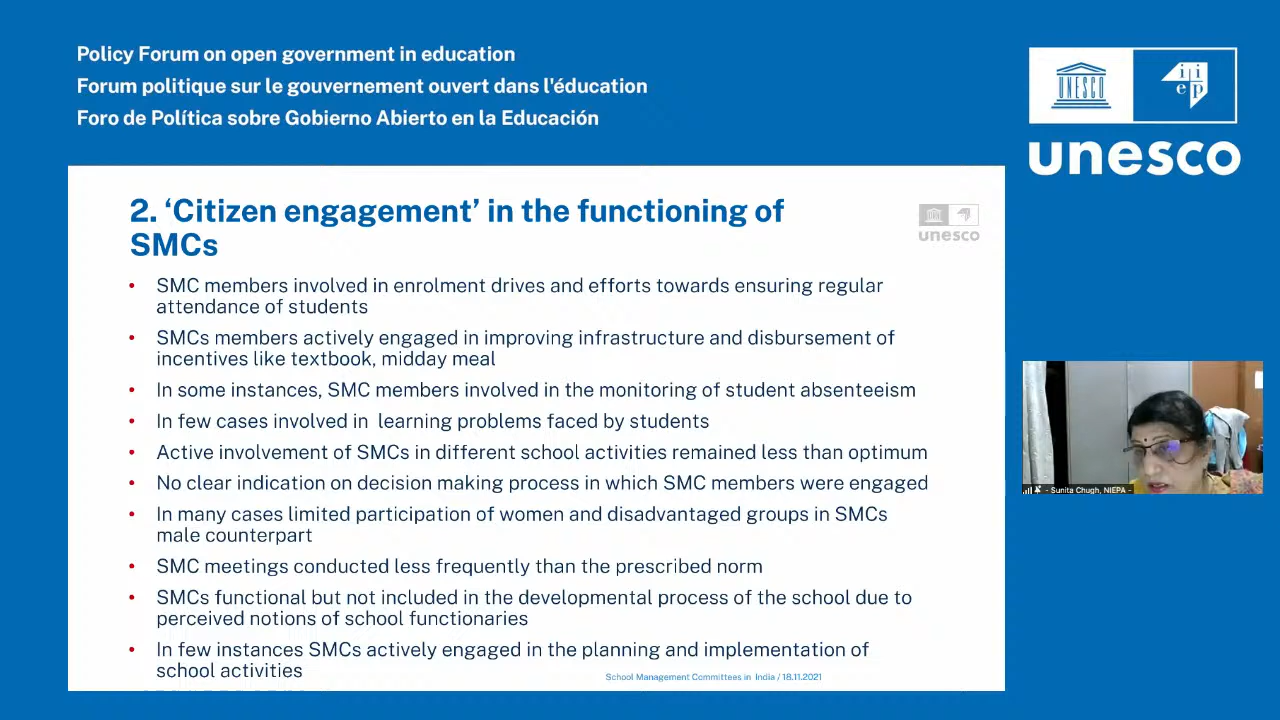 Policy Forum on open government in education
Forum politique sur le gouvernement ouvert dans l'éducation
Foro de Política sobre Gobierno Abierto en la Educación
UNESCO
i i
e p
unesco
2. ‘Citizen engagement’ in the functioning of
SMCs
unesco
• SMC members involved in enrolment drives and efforts towards ensuring regular
attendance of students
• SMCs members actively engaged in improving infrastructure and disbursement of
incentives like textbook, midday meal
• In some instances, SMC members involved in the monitoring of student absenteeism
• In few cases involved in learning problems faced by students
• Active involvement of SMCs in different school activities remained less than optimum
• No clear indication on decision making process in which SMC members were engaged
• In many cases limited participation of women and disadvantaged groups in SMCs
male counterpart
• SMC meetings conducted less frequently than the prescribed norm
• SMCs functional but not included in the developmental process of the school due to
perceived notions of school functionaries
• In few instances SMCs actively engaged in the planning and implementation of
school activities
School Management Committees in India / 18.11.2021
- Sunita Chugh, NIEPA -